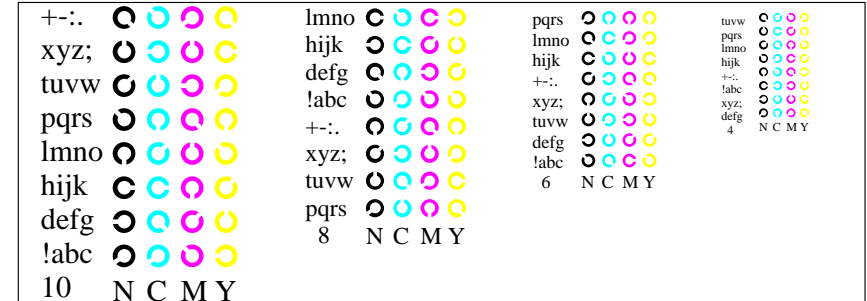 +-:.
xyz;
tuvw
pqrs
lmno
hijk
defg
!abc
10 N C M Y
lmno
hijk
defg
!abc
+-:.
xyz;
tuvw
pqrs
8 N C M Y
pqrs
lmno
hijk
+-:.
xyz;
tuvw
defg
!abc
6 N C M Y
tuvw
pqrs
lmno
hijk
+-:.
!abc
xyz;
defg
4 N C M Y